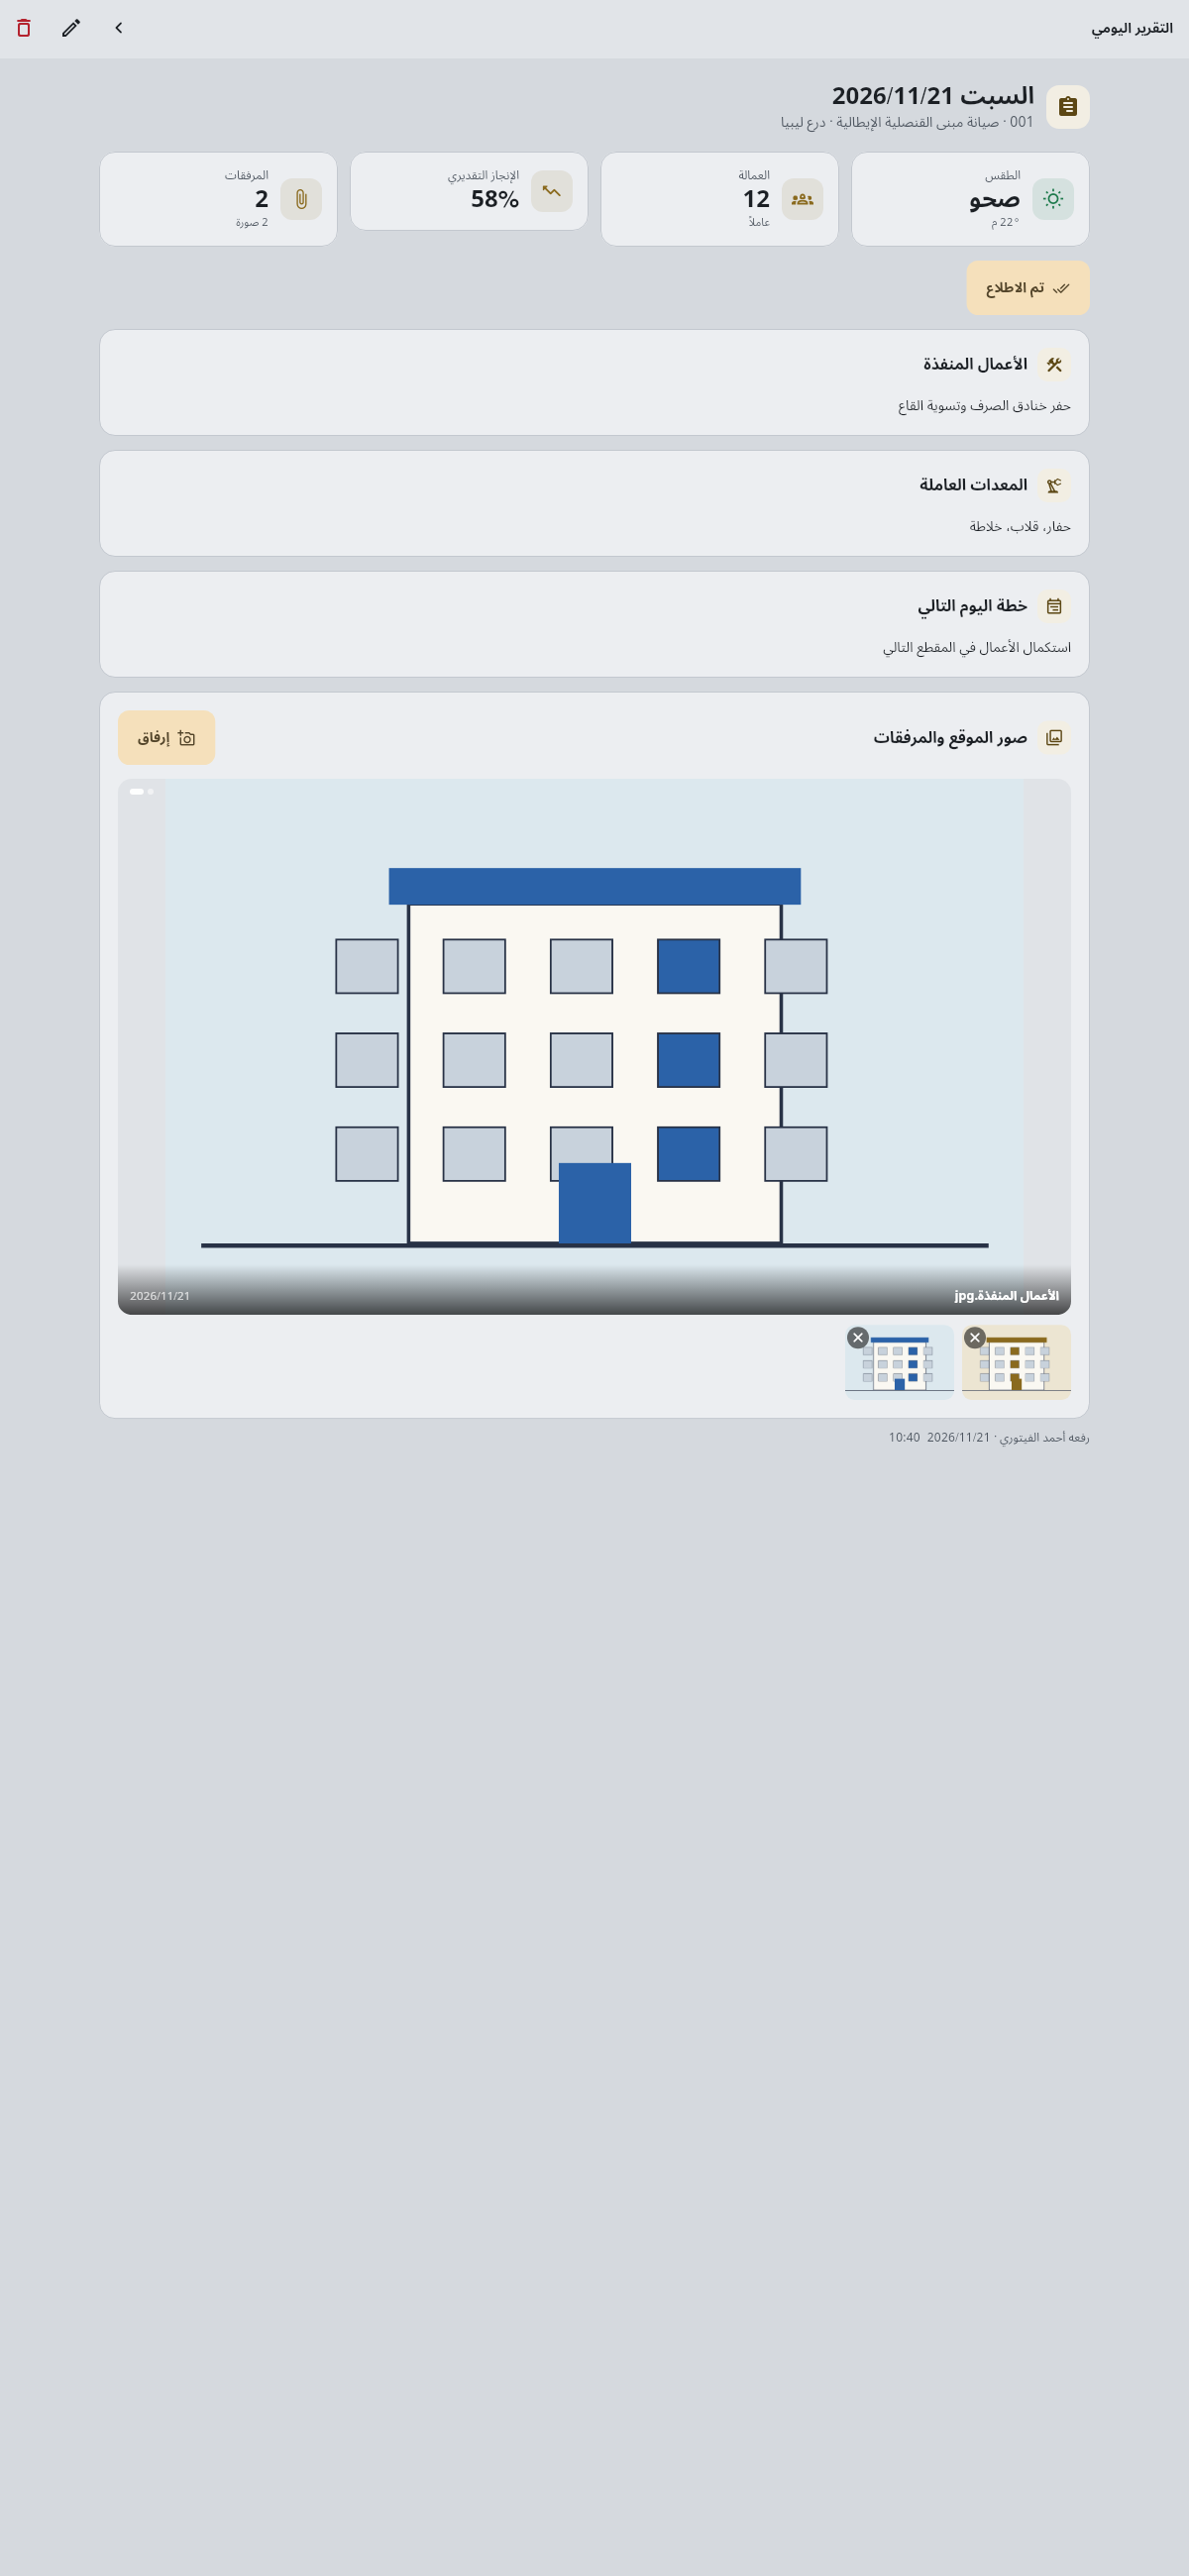 التقرير اليومي
السبت 2026/11/21
001 · صيانة مبنى القنصلية الإيطالية · درع ليبيا
الطقس
صحو
22° م
العمالة
12
عاملاً
الإنجاز التقديري
58%
المرفقات
2
2 صورة
تم الاطلاع
الأعمال المنفذة
حفر خنادق الصرف وتسوية القاع
المعدات العاملة
حفار، قلاب، خلاطة
خطة اليوم التالي
استكمال الأعمال في المقطع التالي
صور الموقع والمرفقات
إرفاق
الأعمال المنفذة.jpg
2026/11/21
رفعه أحمد الفيتوري · 2026/11/21 10:40